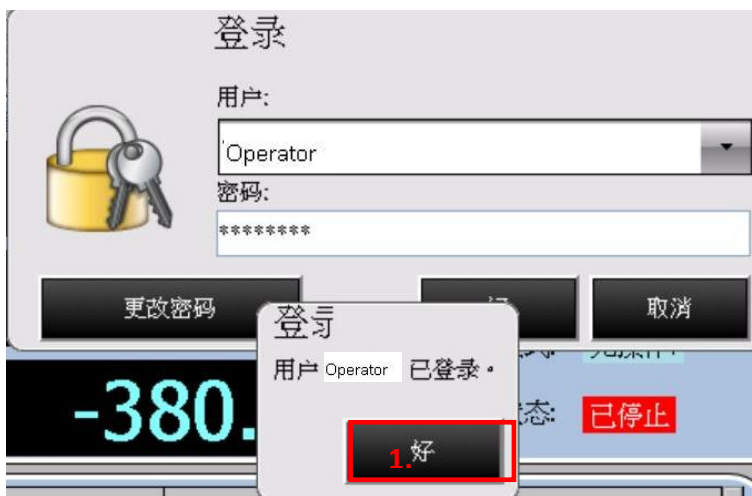 登录
用户:
Operator
密码:
********
更改密码
取消
登录
用户 Operator 已登录。
-380.
态:
已停止
1.好